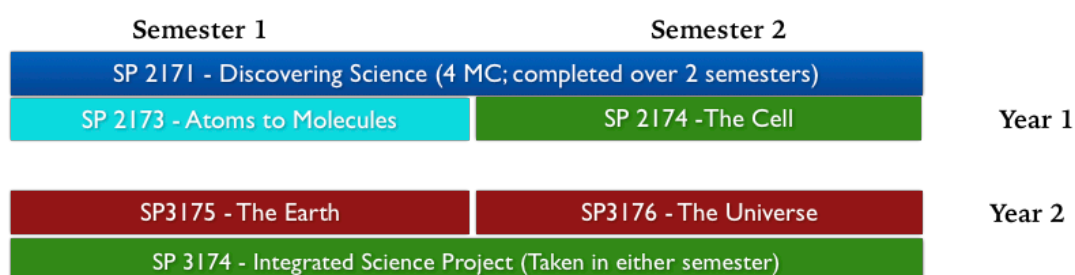 Semester 1 Semester 2
SP 2171 - Discovering Science (4 MC; completed over 2 semesters)
SP 2173 - Atoms to Molecules SP 2174 -The Cell Year 1
SP3175 - The Earth SP3176 - The Universe Year 2
SP 3174 - Integrated Science Project (Taken in either semester)